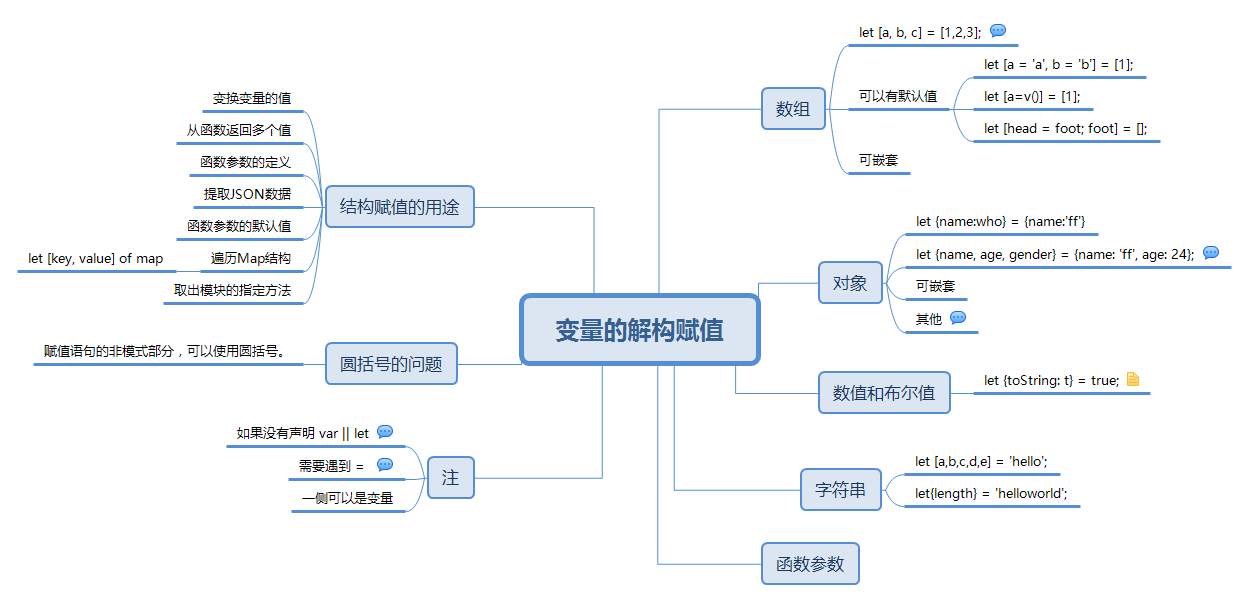 变量的解构赋值
数组
let [a, b, c] = [1,2,3];
可以有默认值
let [a = 'a', b = 'b'] = [1];
let [a=v()] = [1];
let [head = foot; foot] = [];
可嵌套
对象
let {name:who} = {name:'ff'}
let {name, age, gender} = {name: 'ff', age: 24};
可嵌套
其他
数值和布尔值
let {toString: t} = true;
字符串
let [a,b,c,d,e] = 'hello';
let{length} = 'helloworld';
函数参数
结构赋值的用途
变换变量的值
从函数返回多个值
函数参数的定义
提取JSON数据
函数参数的默认值
遍历Map结构
let [key, value] of map
取出模块的指定方法
圆括号的问题
赋值语句的非模式部分，可以使用圆括号。
注
如果没有声明 var || let
需要遇到 =
一侧可以是变量